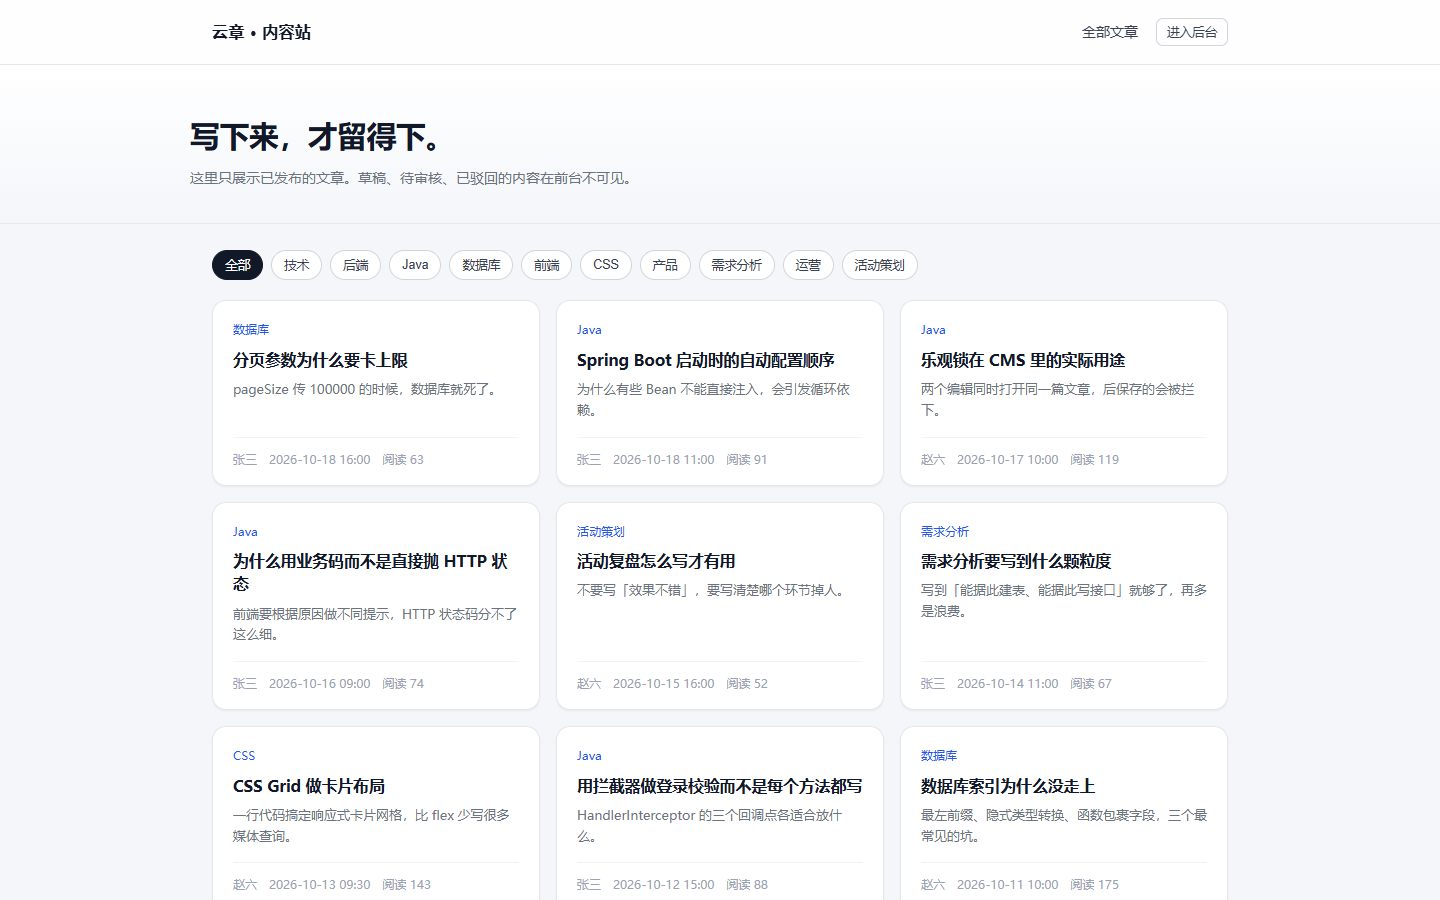 云章 • 内容站
全部文章
进入后台
写下来，才留得下。
这里只展示已发布的文章。草稿、待审核、已驳回的内容在前台不可见。
全部 技术 后端 Java 数据库 前端 CSS 产品 需求分析 运营 活动策划
数据库
分页参数为什么要卡上限
pageSize 传 100000 的时候，数据库就死了。
张三 2026-10-18 16:00 阅读 63
Java
Spring Boot 启动时的自动配置顺序
为什么有些 Bean 不能直接注入，会引发循环依
赖。
张三 2026-10-18 11:00 阅读 91
Java
乐观锁在 CMS 里的实际用途
两个编辑同时打开同一篇文章，后保存的会被拦
下。
赵六 2026-10-17 10:00 阅读 119
Java
为什么用业务码而不是直接抛 HTTP 状
态
前端要根据原因做不同提示，HTTP 状态码分不了
这么细。
张三 2026-10-16 09:00 阅读 74
活动策划
活动复盘怎么写才有用
不要写「效果不错」，要写清楚哪个环节掉人。
赵六 2026-10-15 16:00 阅读 52
需求分析
需求分析要写到什么颗粒度
写到「能据此建表、能据此写接口」就够了，再多
是浪费。
张三 2026-10-14 11:00 阅读 67
CSS
CSS Grid 做卡片布局
一行代码搞定响应式卡片网格，比 flex 少写很多
媒体查询。
赵六 2026-10-13 09:30 阅读 143
Java
用拦截器做登录校验而不是每个方法都写
HandlerInterceptor 的三个回调点各适合放什
么。
张三 2026-10-12 15:00 阅读 88
数据库
数据库索引为什么没走上
最左前缀、隐式类型转换、函数包裹字段，三个最
常见的坑。
赵六 2026-10-11 10:00 阅读 175